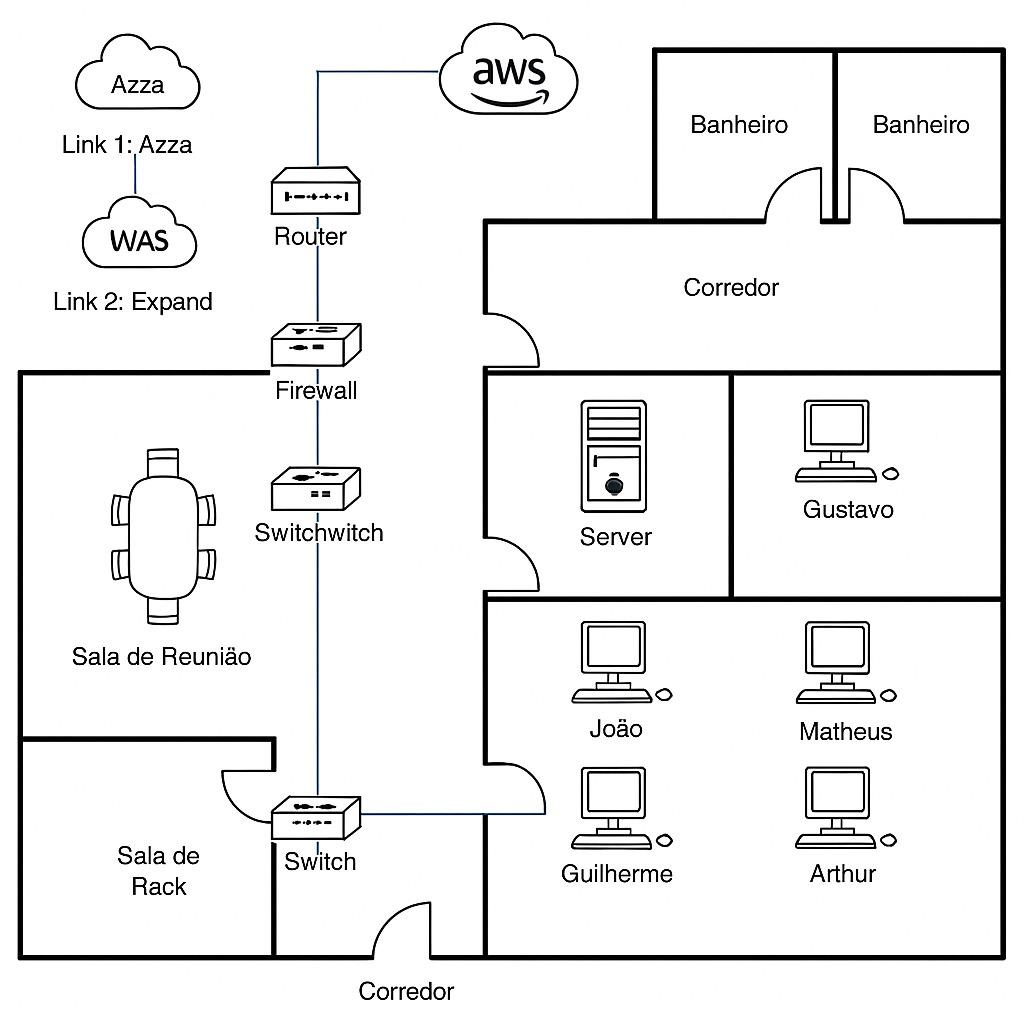 Azza
aws
Link 1: Azza
WAS
Link 2: Expand
Router
Firewall
Switchwitch
Banheiro
Banheiro
Corredor
Server
Gustavo
Sala de Reunião
João
Matheus
Guilherme
Arthur
Sala de
Rack
Switch
Corredor